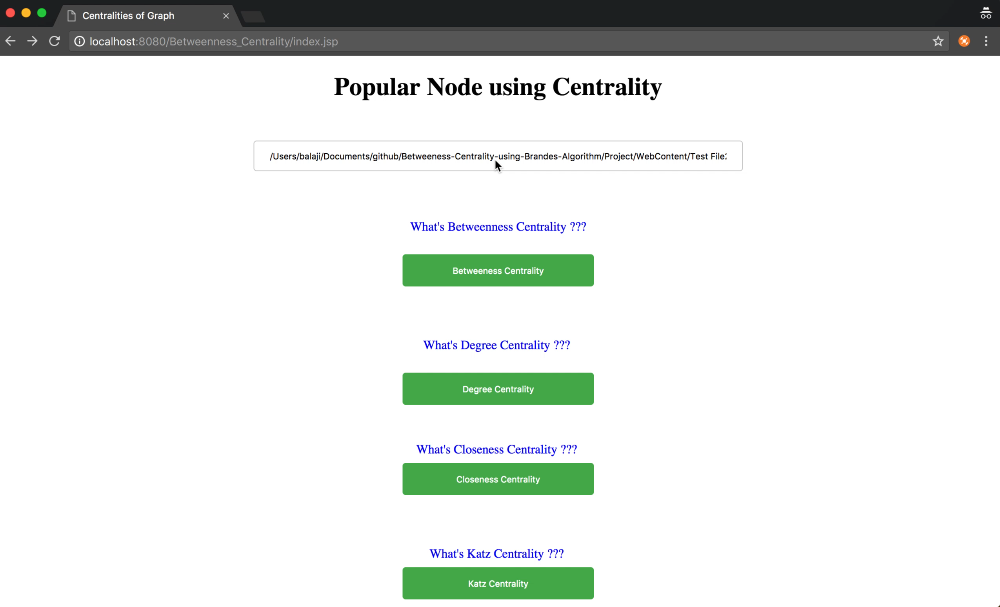 Centralities of Graph
localhost:8080/Betweenness_Centrality/index.jsp
Popular Node using Centrality
/Users/balaji/Documents/github/Betweeness-Centrality-using-Brandes-Algorithm/Project/WebContent/Test File
What's Betweenness Centrality ???
Betweeness Centrality
What's Degree Centrality ???
Degree Centrality
What's Closeness Centrality ???
Closeness Centrality
What's Katz Centrality ???
Katz Centrality